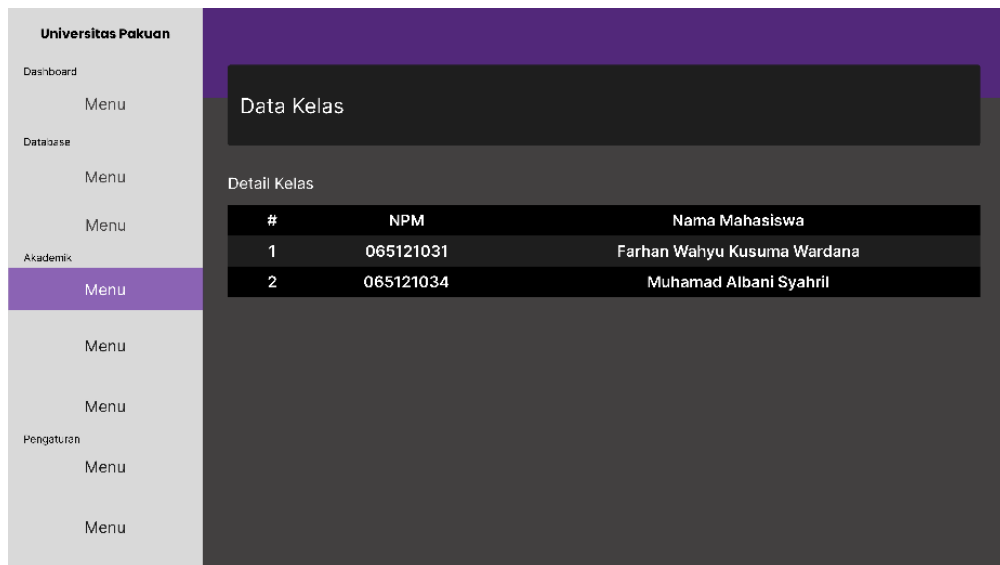 Universitas Pakuan
Dashboard
Menu
Database
Menu
Menu
Akademik
Menu
Menu
Menu
Pengaturan
Menu
Menu
Data Kelas
Detail Kelas
# NPM Nama Mahasiswa
1 065121031 Farhan Wahyu Kusuma Wardana
2 065121034 Muhamad Albani Syahril